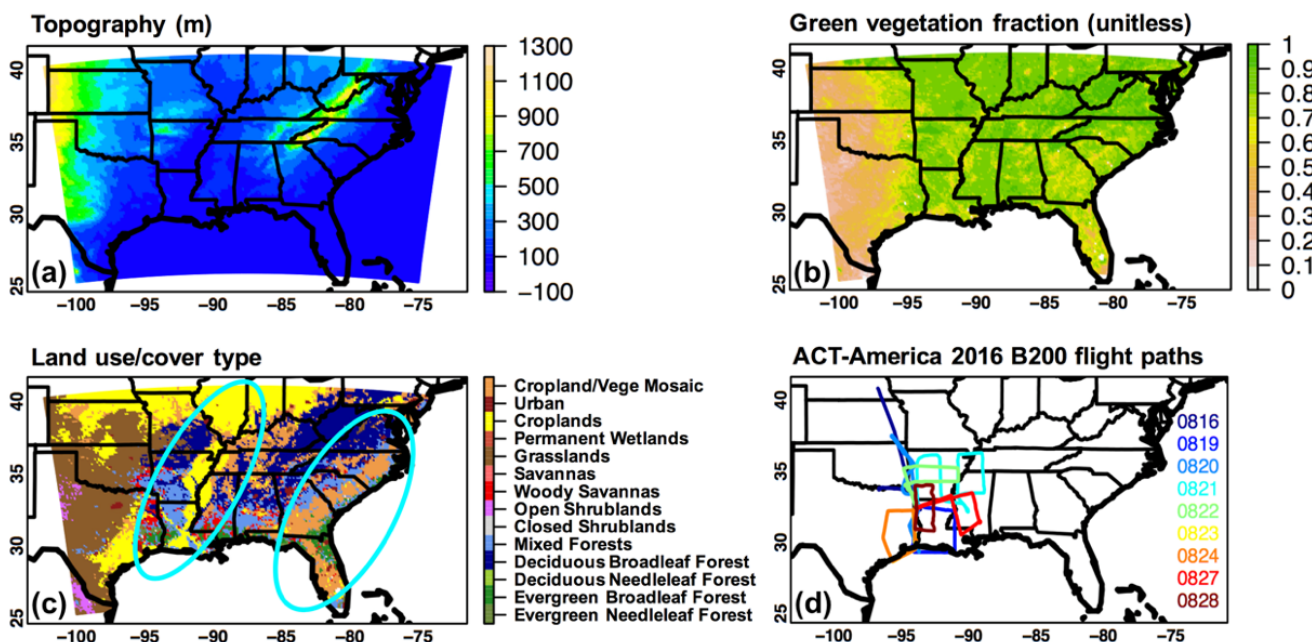 Topography (m)
40
35
30
25
(a)
−100 −95 −90 −85 −80 −75
1300
1100
900
700
500
300
100
−100
Green vegetation fraction (unitless)
40
35
30
25
(b)
−100 −95 −90 −85 −80 −75
1
0.9
0.8
0.7
0.6
0.5
0.4
0.3
0.2
0.1
0
Land use/cover type
40
35
30
25
(c)
−100 −95 −90 −85 −80 −75
Cropland/Vege Mosaic
Urban
Croplands
Permanent Wetlands
Grasslands
Savannas
Woody Savannas
Open Shrublands
Closed Shrublands
Mixed Forests
Deciduous Broadleaf Forest
Deciduous Needleleaf Forest
Evergreen Broadleaf Forest
Evergreen Needleleaf Forest
ACT-America 2016 B200 flight paths
40
35
30
25
(d)
−100 −95 −90 −85 −80 −75
0816
0819
0820
0821
0822
0823
0824
0827
0828